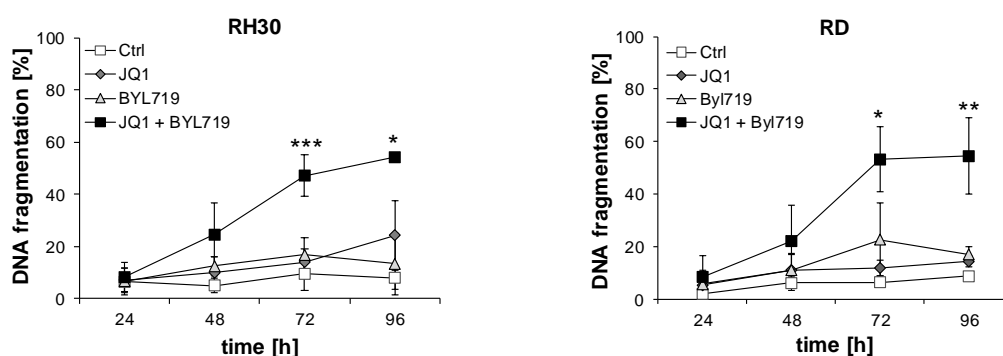 RH30
DNA fragmentation [%]
100
80
60
40
20
0
Ctrl
JQ1
BYL719
JQ1 + BYL719
***
*
24 48 72 96
time [h]
RD
DNA fragmentation [%]
100
80
60
40
20
0
Ctrl
JQ1
Byl719
JQ1 + Byl719
*
**
24 48 72 96
time [h]